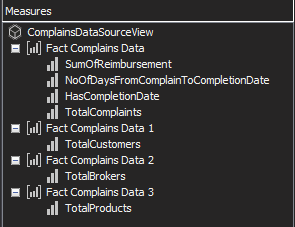 Measures
ComplainsDataSourceView
Fact Complains Data
SumOfReimbursement
NoOfDaysFromComplainToCompletionDate
HasCompletionDate
TotalComplaints
Fact Complains Data 1
TotalCustomers
Fact Complains Data 2
TotalBrokers
Fact Complains Data 3
TotalProducts